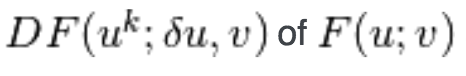 DF(u^k; δu, v) of F(u; v)